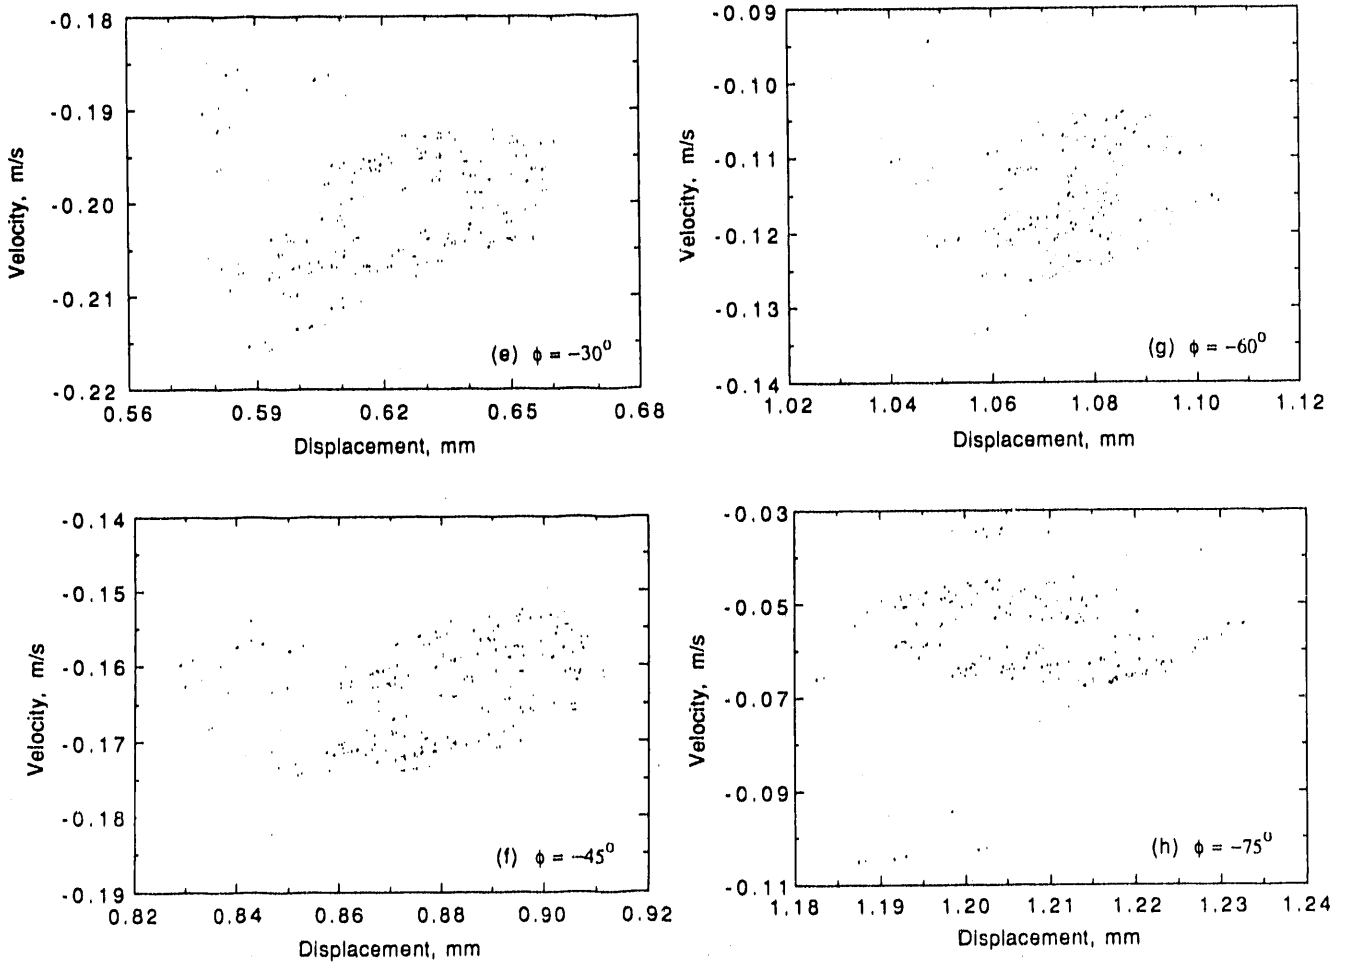 -0.18
-0.19
-0.20
-0.21
-0.22
Velocity, m/s
(e) ϕ = −30⁰
0.56 0.59 0.62 0.65 0.68
Displacement, mm
-0.09
-0.10
-0.11
-0.12
-0.13
-0.14
Velocity, m/s
(g) ϕ = −60⁰
1.02 1.04 1.06 1.08 1.10 1.12
Displacement, mm
-0.14
-0.15
-0.16
-0.17
-0.18
-0.19
Velocity, m/s
(f) ϕ = −45⁰
0.82 0.84 0.86 0.88 0.90 0.92
Displacement, mm
-0.03
-0.05
-0.07
-0.09
-0.11
Velocity, m/s
(h) ϕ = −75⁰
1.18 1.19 1.20 1.21 1.22 1.23 1.24
Displacement, mm